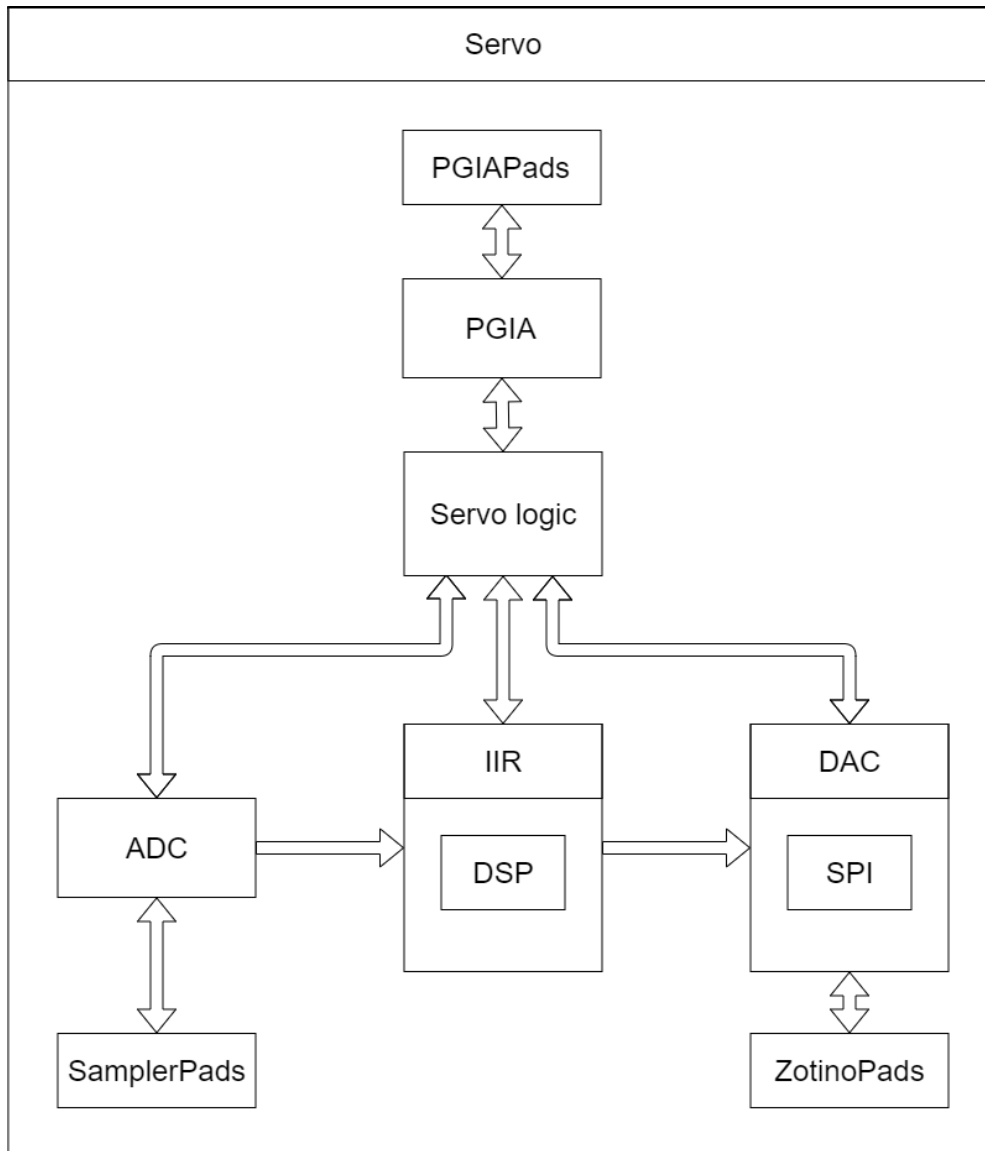 Servo
PGIAPads
PGIA
Servo logic
IIR
DAC
ADC
DSP
SPI
SamplerPads
ZotinoPads